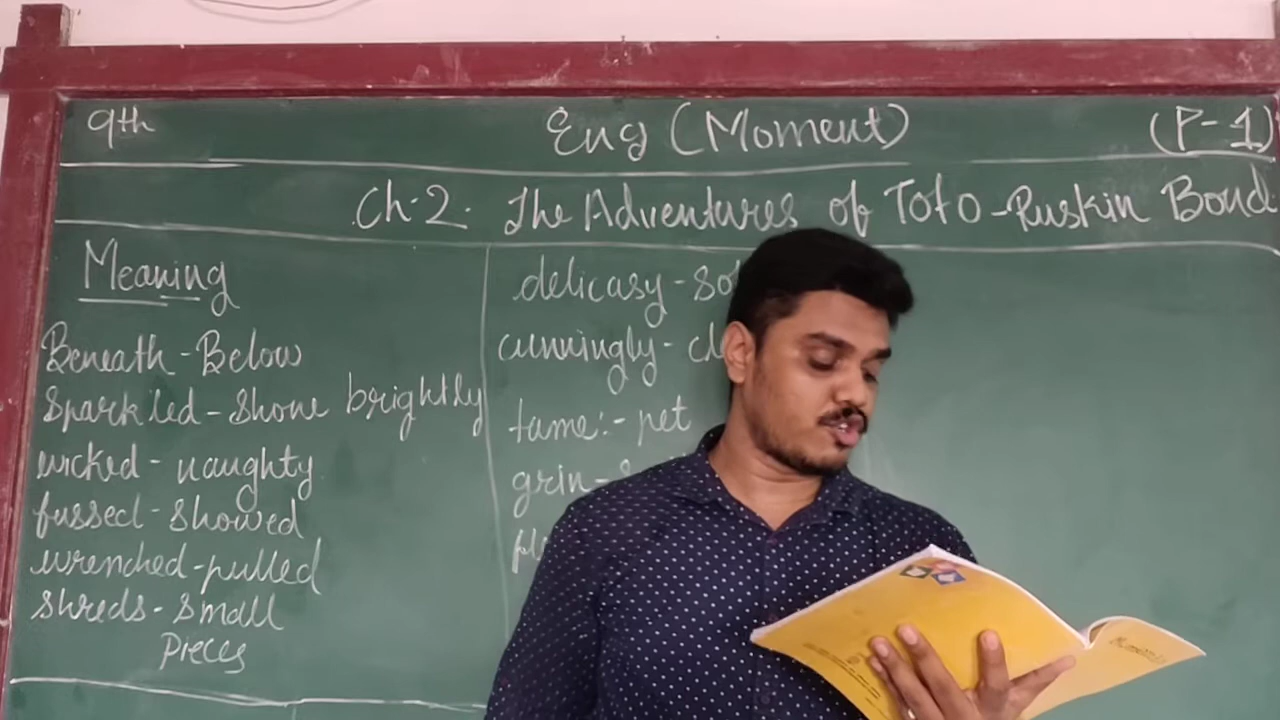 9th
Eng (Moment)
(P-1)
Ch.2. The Adventures of Toto-Ruskin Bond.
Meaning
Beneath - Below
Sparkled - Shone brightly
wicked - naughty
fussed - Showed
wrenched - pulled
shreds - Small
Pieces
delicasy -
cunningly -
tame:- pet
grin -